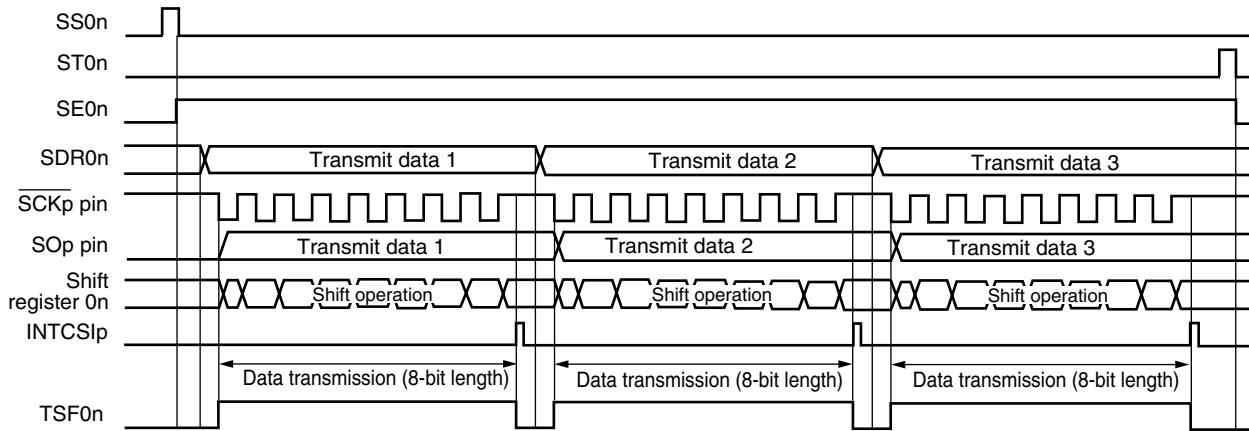 SS0n
ST0n
SE0n
SDR0n Transmit data 1 Transmit data 2 Transmit data 3
SCKp pin
SOp pin Transmit data 1 Transmit data 2 Transmit data 3
Shift
register 0n Shift operation Shift operation Shift operation
INTCSIp
Data transmission (8-bit length) Data transmission (8-bit length) Data transmission (8-bit length)
TSF0n